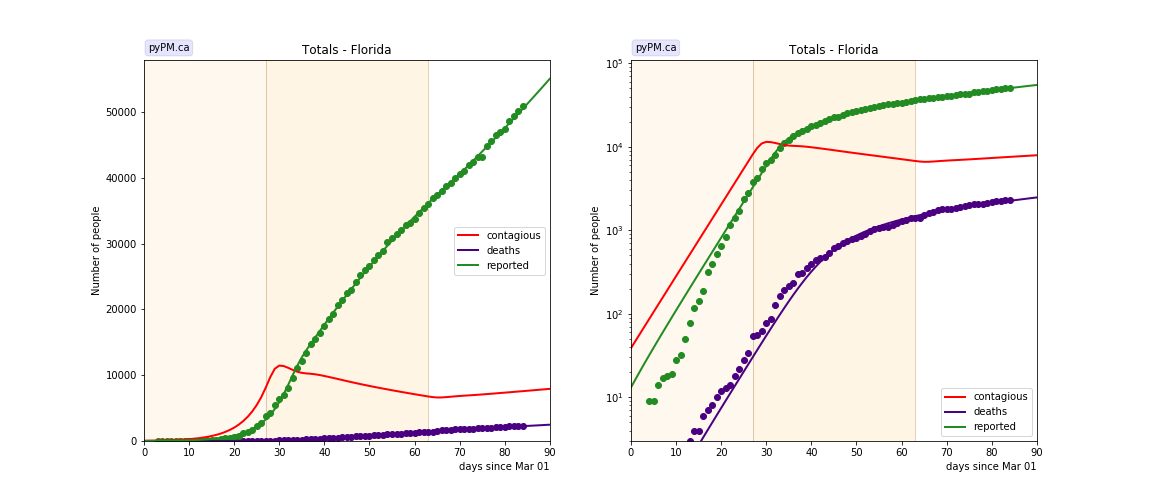 pyPM.ca
Totals - Florida
Number of people
50000
40000
30000
20000
10000
0
contagious
deaths
reported
0 10 20 30 40 50 60 70 80 90
days since Mar 01
pyPM.ca
Totals - Florida
Number of people
10^5
10^4
10^3
10^2
10^1
contagious
deaths
reported
0 10 20 30 40 50 60 70 80 90
days since Mar 01